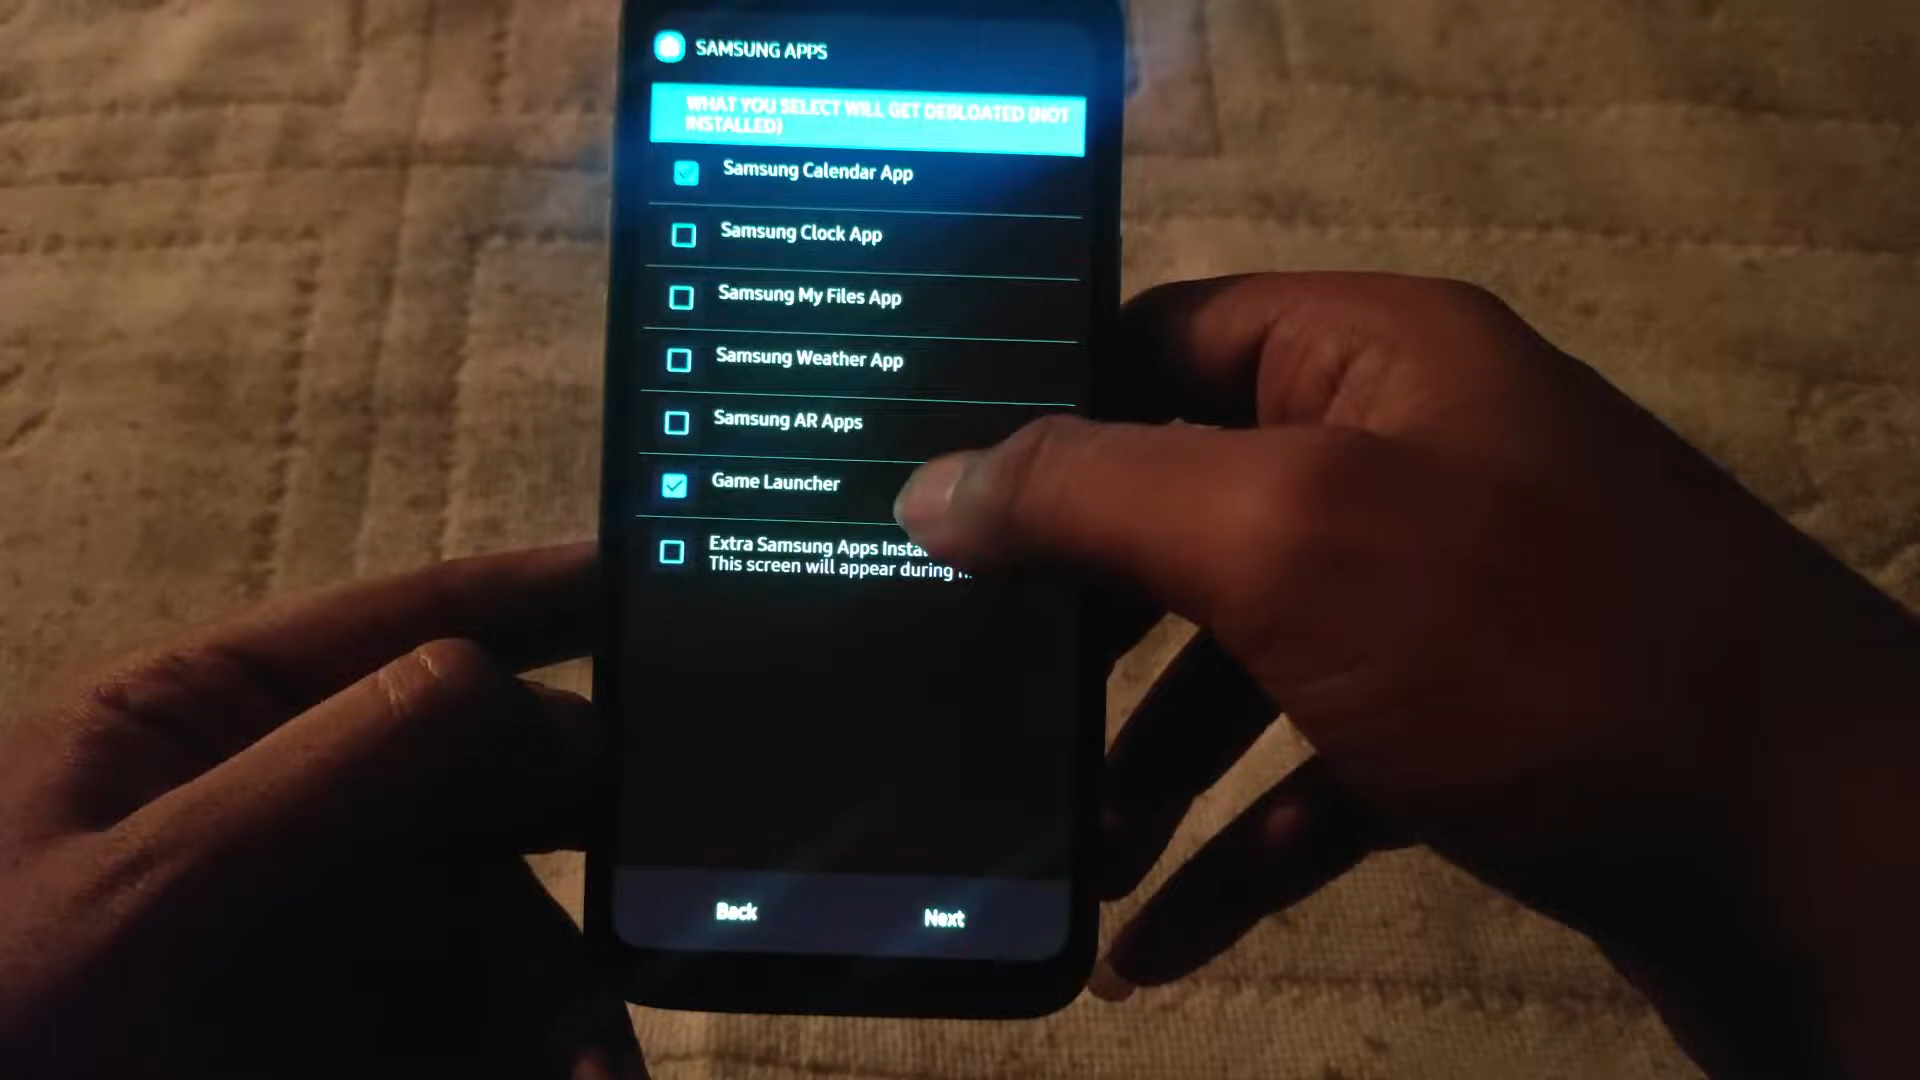 SAMSUNG APPS
WHAT YOU SELECT WILL GET DEBLOATED (NOT
INSTALLED)
Samsung Calendar App
Samsung Clock App
Samsung My Files App
Samsung Weather App
Samsung AR Apps
Game Launcher
Extra Samsung Apps
This screen will appear during
Back
Next